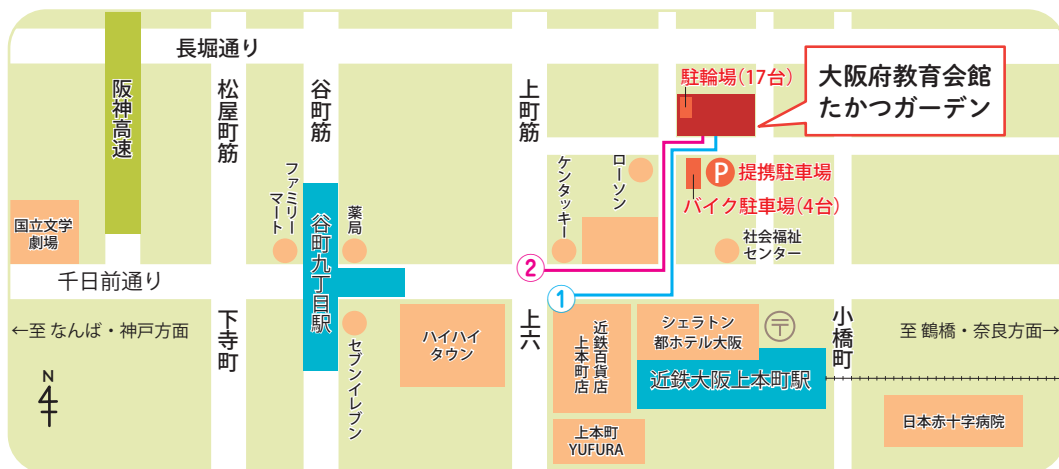 長堀通り
阪神高速
松屋町筋
谷町筋
上町筋
駐輪場(17台)
大阪府教育会館
たかつガーデン
ファミリー
マート
薬局
ケンタッキー
ローソン
P 提携駐車場
バイク駐車場(4台)
国立文学
劇場
谷町九丁目駅
社会福祉
センター
千日前通り
②
①
←至 なんば・神戸方面
下寺町
セブンイレブン
ハイハイ
タウン
上六
近鉄百貨店
上本町店
シェラトン
都ホテル大阪
〒
小橋町
至 鶴橋・奈良方面→
近鉄大阪上本町駅
N
上本町
YUFURA
日本赤十字病院